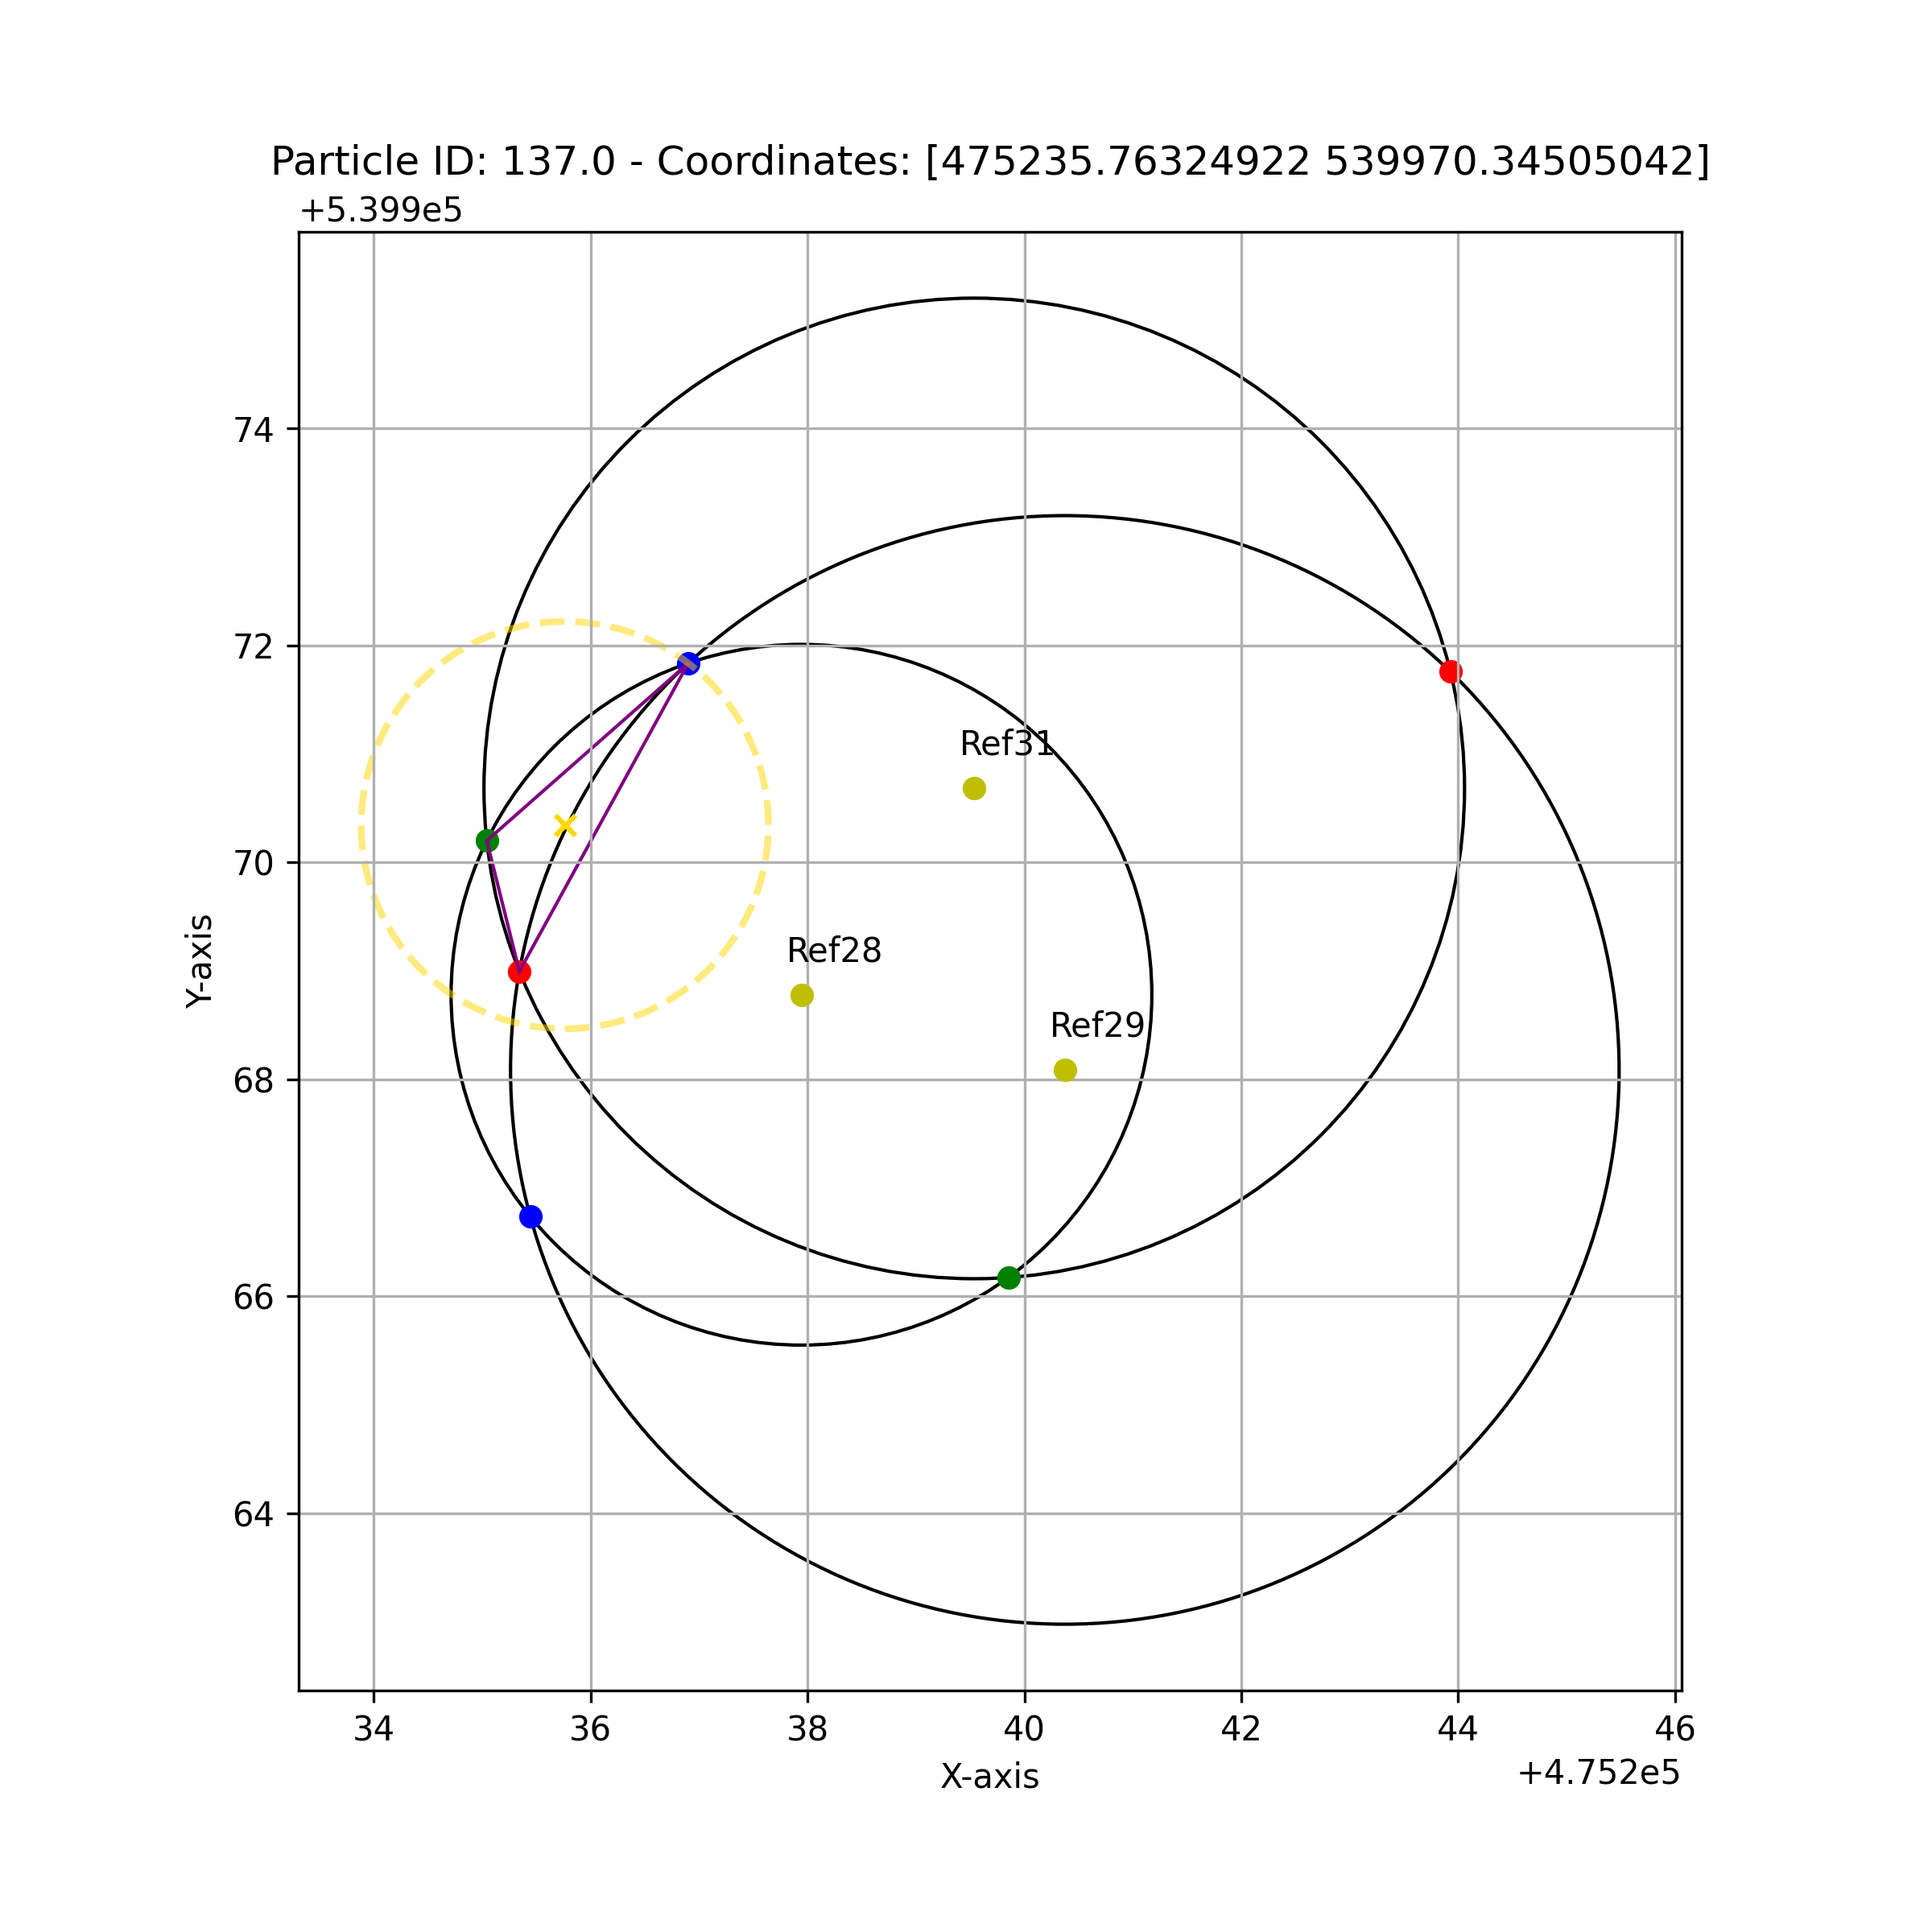 Particle ID: 137.0 - Coordinates: [475235.76324922 539970.34505042]
+5.399e5
74
72
70
68
66
64
Y-axis
Ref31
Ref28
Ref29
34 36 38 40 42 44 46
X-axis
+4.752e5